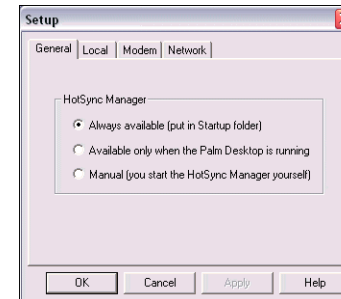 Setup
General Local Modem Network
HotSync Manager
Always available (put in Startup folder)
Available only when the Palm Desktop is running
Manual (you start the HotSync Manager yourself)
OK Cancel Apply Help